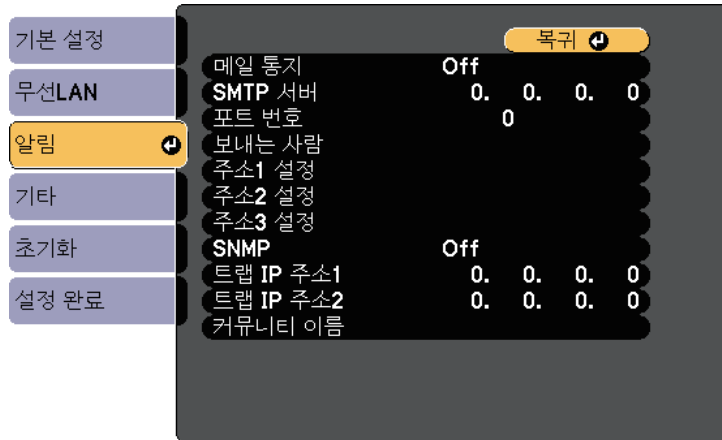 기본 설정
무선LAN
알림
기타
초기화
설정 완료
복귀
메일 통지 Off
SMTP 서버 0. 0. 0. 0
포트 번호 0
보내는 사람
주소1 설정
주소2 설정
주소3 설정
SNMP Off
트랩 IP 주소1 0. 0. 0. 0
트랩 IP 주소2 0. 0. 0. 0
커뮤니티 이름